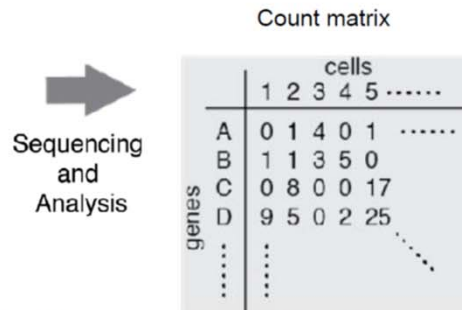 Count matrix
cells
1 2 3 4 5 ......
A 0 1 4 0 1 ......
B 1 1 3 5 0
C 0 8 0 0 17
D 9 5 0 2 25
genes
Sequencing
and
Analysis